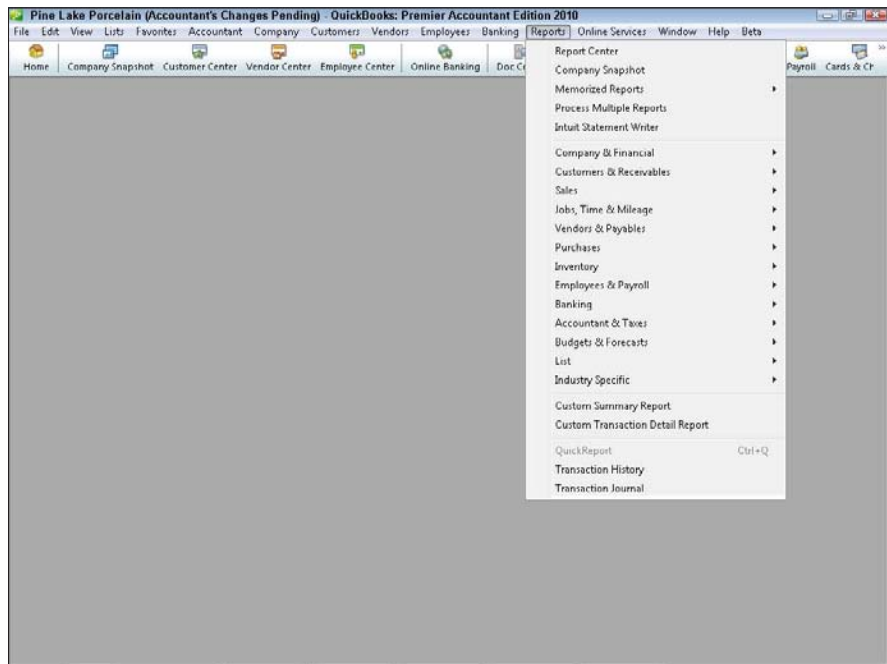 Pine Lake Porcelain (Accountant's Changes Pending) - QuickBooks: Premier Accountant Edition 2010
File Edit View Lists Favorites Accountant Company Customers Vendors Employees Banking Reports Online Services Window Help Beta
Home Company Snapshot Customer Center Vendor Center Employee Center Online Banking Doc C Payroll Cards & Ch
Report Center
Company Snapshot
Memorized Reports
Process Multiple Reports
Intuit Statement Writer
Company & Financial
Customers & Receivables
Sales
Jobs, Time & Mileage
Vendors & Payables
Purchases
Inventory
Employees & Payroll
Banking
Accountant & Taxes
Budgets & Forecasts
List
Industry Specific
Custom Summary Report
Custom Transaction Detail Report
QuickReport Ctrl+Q
Transaction History
Transaction Journal